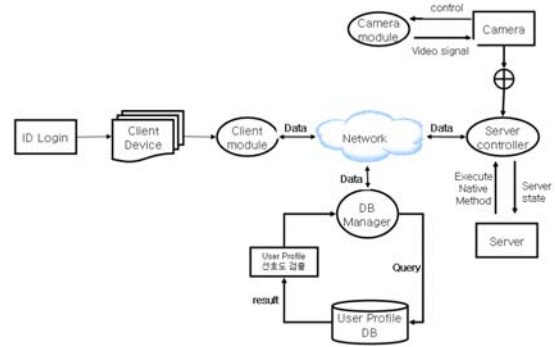 control
Camera
module
Camera
Video signal
ID Login
Client
Device
Client
module
Data
Network
Data
Server
controller
Data
Execute
Native
Method
Server
state
DB
Manager
Server
User Profile
선호도 검출
Query
result
User Profile
DB